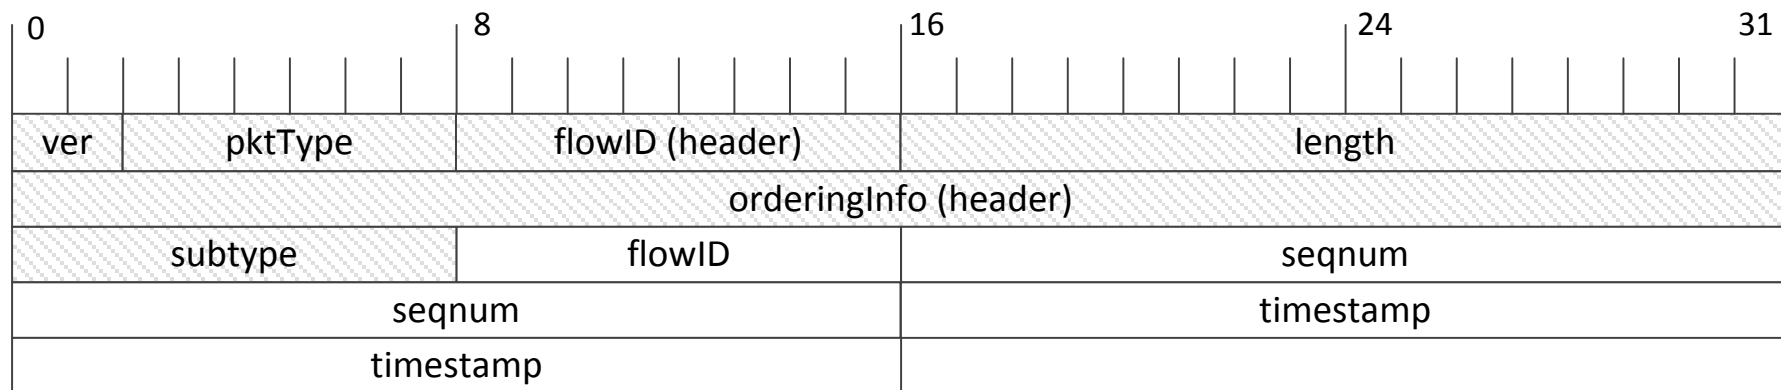 0 8 16 24 31
ver pktType flowID (header) length
orderingInfo (header)
subtype flowID seqnum
seqnum timestamp
timestamp